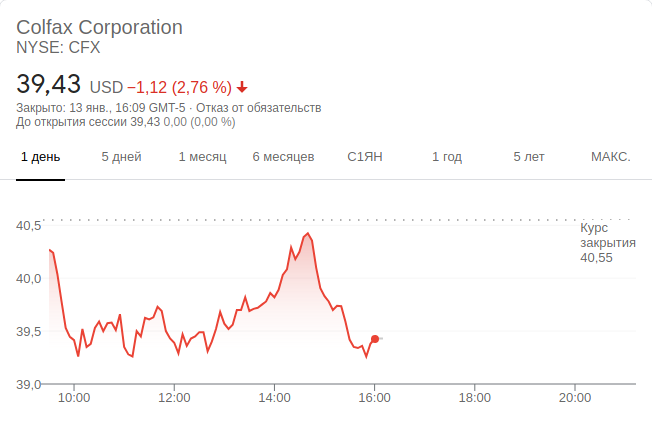 Colfax Corporation
NYSE: CFX
39,43 USD −1,12 (2,76 %)
Закрыто: 13 янв., 16:09 GMT-5 · Отказ от обязательств
До открытия сессии 39,43 0,00 (0,00 %)
1 день 5 дней 1 месяц 6 месяцев С1ЯН 1 год 5 лет МАКС.
40,5
40,0
39,5
39,0
Курс
закрытия
40,55
10:00 12:00 14:00 16:00 18:00 20:00